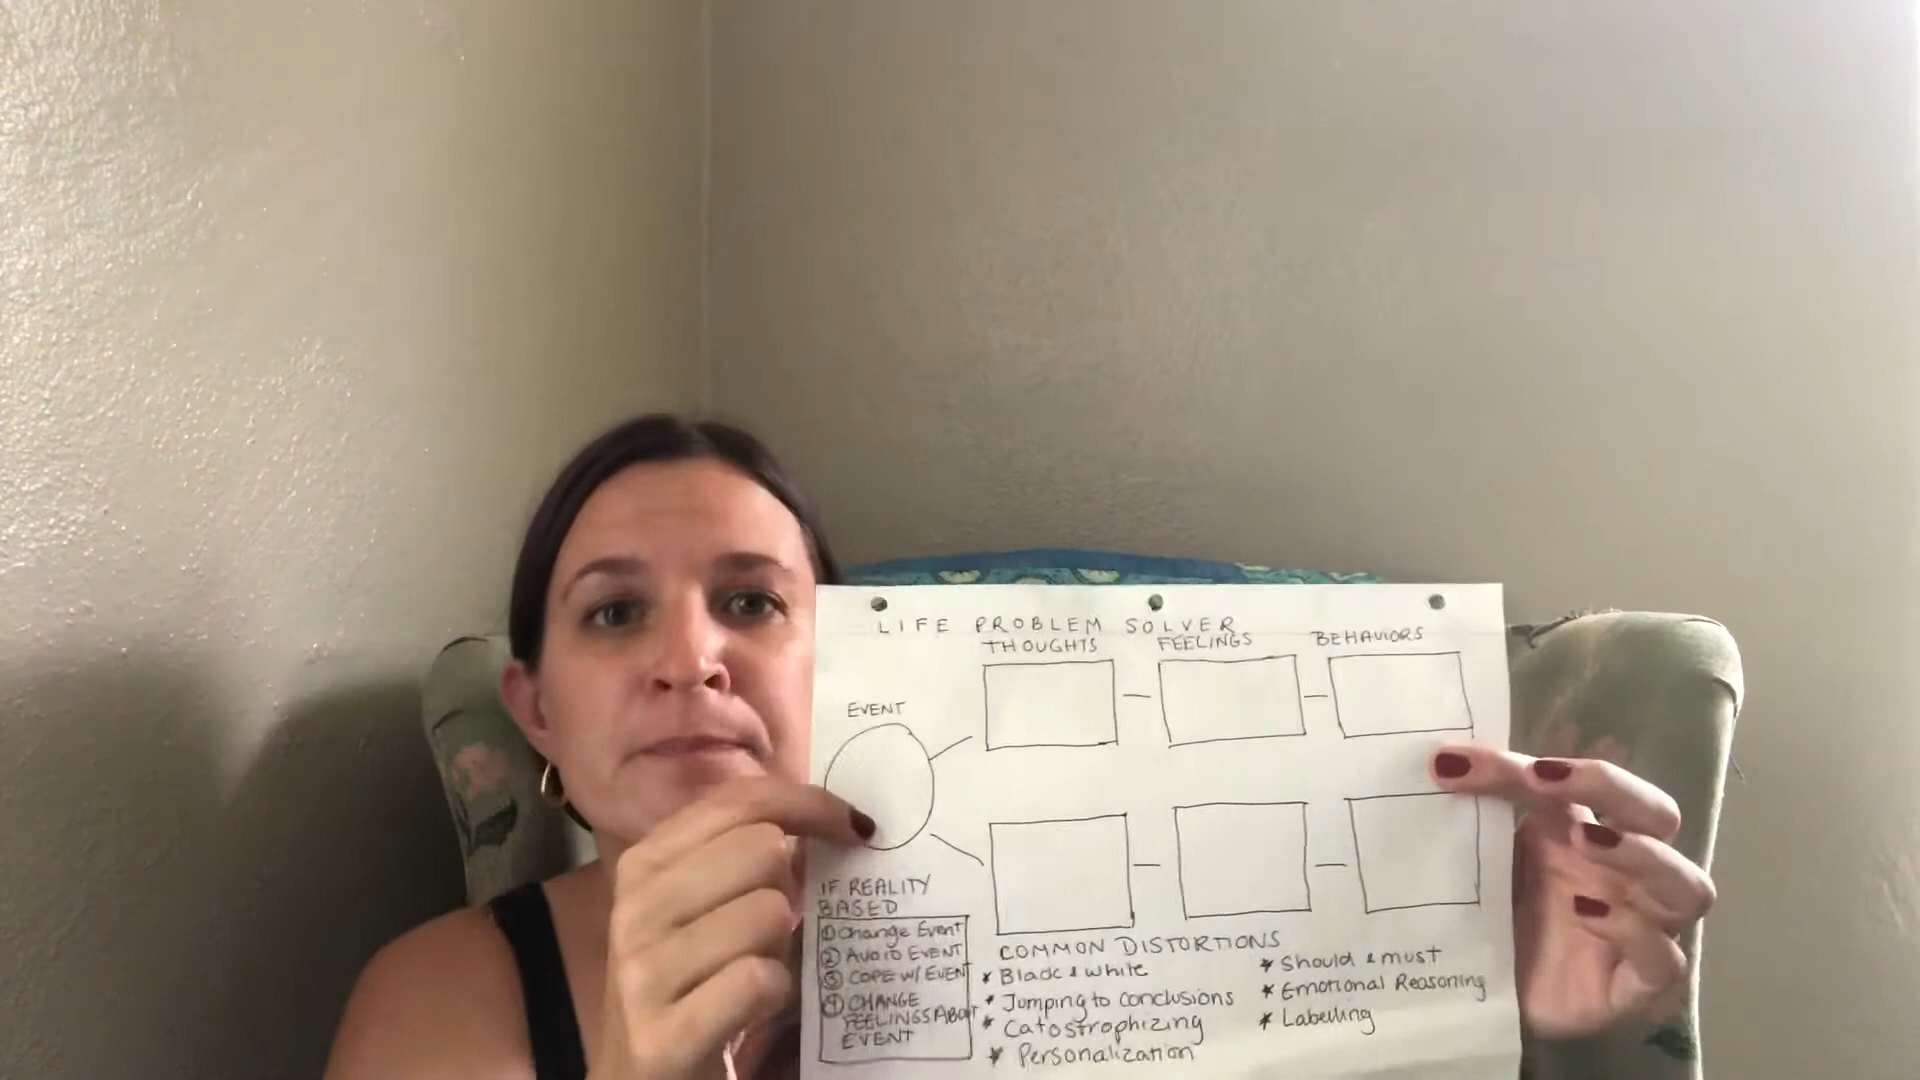 LIFE PROBLEM SOLVER
THOUGHTS FEELINGS BEHAVIORS
EVENT
IF REALITY
BASED
① Change Event
② AVOID EVENT
③ COPE W/ EVENT
④ CHANGE
FEELINGS ABOUT
EVENT
COMMON DISTORTIONS
* Black & white
* Jumping to conclusions
* Catostrophizing
* Personalization
* Should & must
* Emotional Reasoning
* Labelling